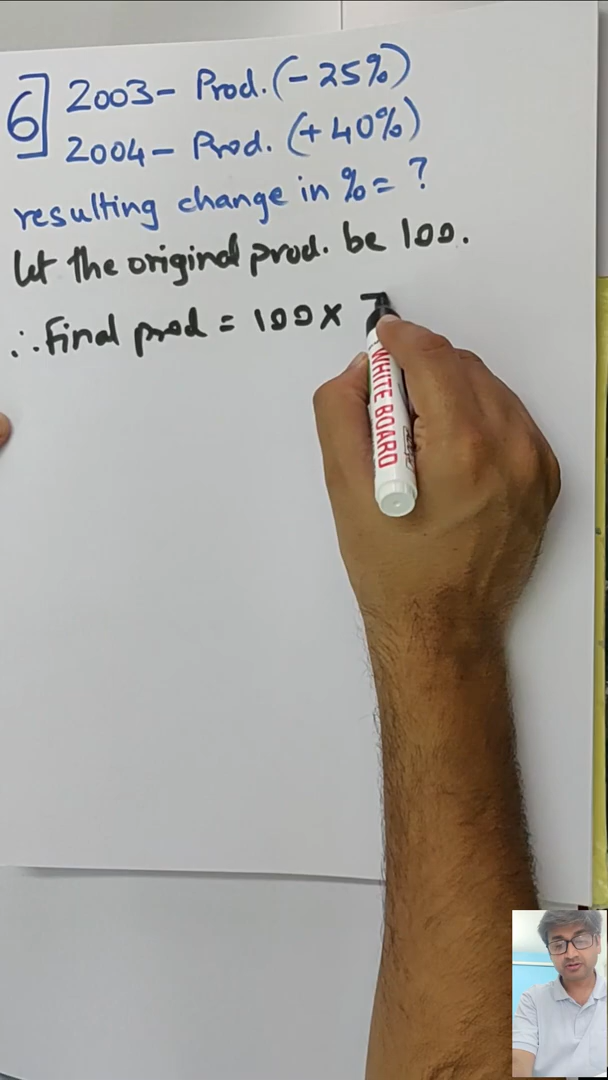 6] 2003- Prod. (-25%)
2004- Prod. (+40%)
resulting change in %= ?
let the original prod. be 100.
∴ Final prod = 100 x 7
WHITE BOARD